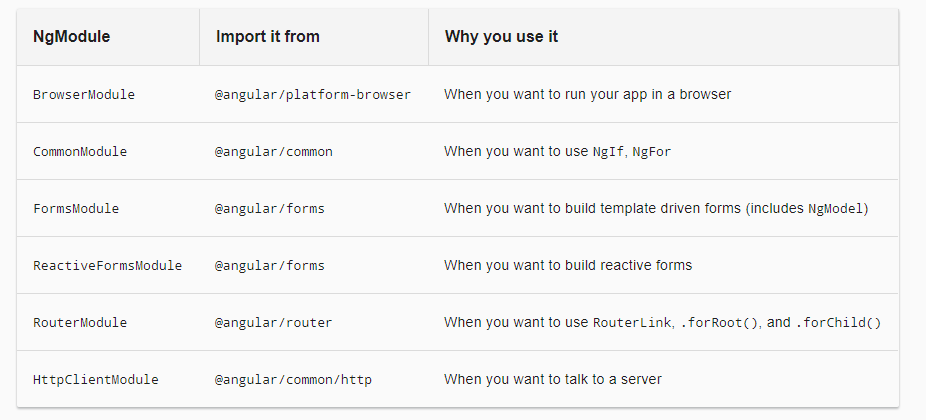 NgModule Import it from Why you use it
BrowserModule @angular/platform-browser When you want to run your app in a browser
CommonModule @angular/common When you want to use NgIf, NgFor
FormsModule @angular/forms When you want to build template driven forms (includes NgModel)
ReactiveFormsModule @angular/forms When you want to build reactive forms
RouterModule @angular/router When you want to use RouterLink, .forRoot(), and .forChild()
HttpClientModule @angular/common/http When you want to talk to a server